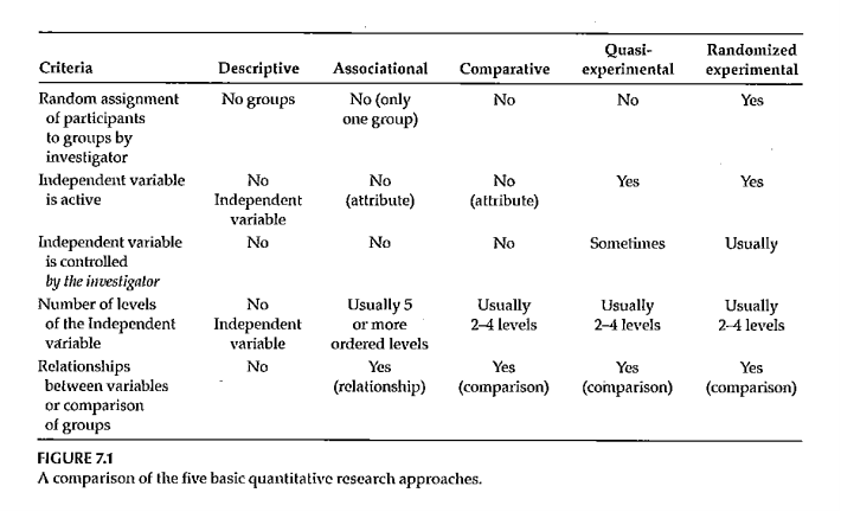 Quasi- Randomized
Criteria Descriptive Associational Comparative experimental experimental
Random assignment No groups No (only No No Yes
of participants one group)
to groups by
investigator
Independent variable No No No Yes Yes
is active Independent (attribute) (attribute)
variable
Independent variable No No No Sometimes Usually
is controlled
by the investigator
Number of levels No Usually 5 Usually Usually Usually
of the Independent Independent or more 2–4 levels 2–4 levels 2–4 levels
variable variable ordered levels
Relationships No Yes Yes Yes Yes
between variables (relationship) (comparison) (comparison) (comparison)
or comparison
of groups
FIGURE 7.1
A comparison of the five basic quantitative research approaches.